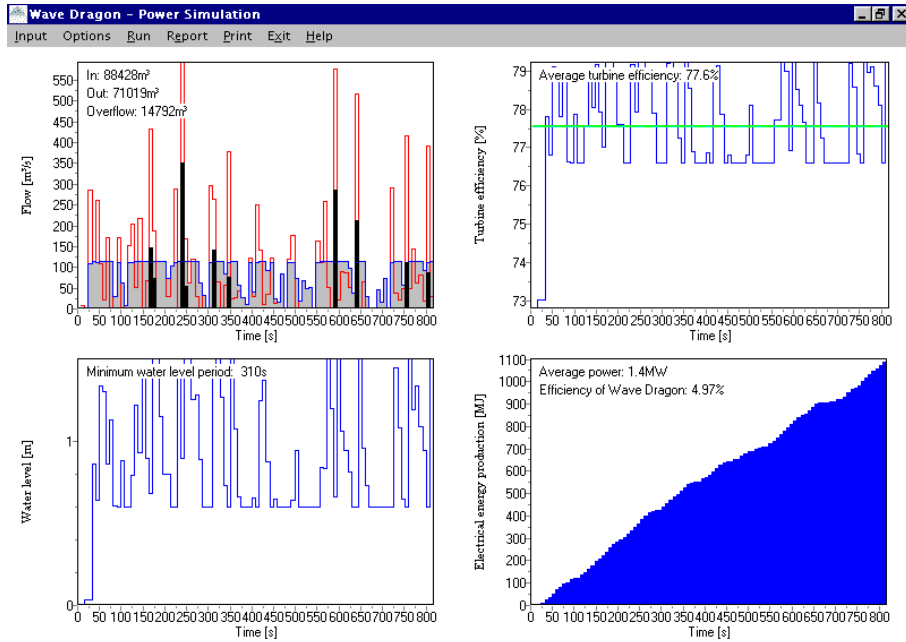 Wave Dragon - Power Simulation
Input Options Run Report Print Exit Help
In: 88428m³
Out: 71019m³
Overflow: 14792m³
550
500
450
400
350
300
250
200
150
100
50
0
Flow [m³/s]
0 50 100 150 200 250 300 350 400 450 500 550 600 650 700 750 800
Time [s]
Average turbine efficiency: 77.6%
79
78
77
76
75
74
73
Turbine efficiency [%]
0 50 100 150 200 250 300 350 400 450 500 550 600 650 700 750 800
Time [s]
Minimum water level period: 310s
1
0
Water level [m]
0 50 100 150 200 250 300 350 400 450 500 550 600 650 700 750 800
Time [s]
Average power: 1.4MW
Efficiency of Wave Dragon: 4.97%
1100
1000
900
800
700
600
500
400
300
200
100
0
Electrical energy production [MJ]
0 50 100 150 200 250 300 350 400 450 500 550 600 650 700 750 800
Time [s]